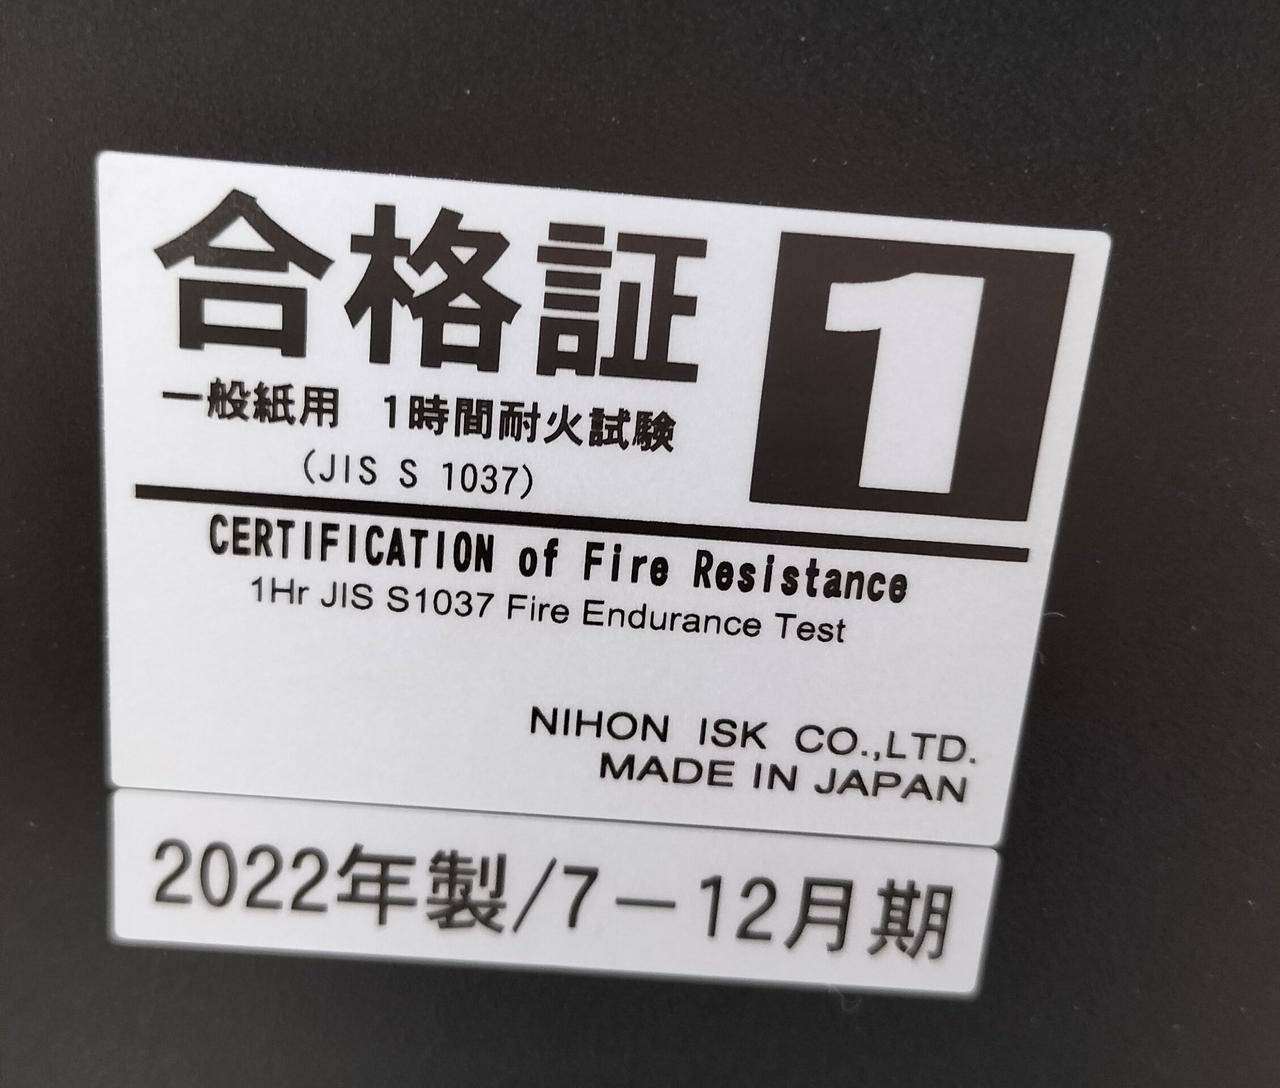 合格証 1
一般紙用 1時間耐火試験
(JIS S 1037)
CERTIFICATION of Fire Resistance
1Hr JIS S1037 Fire Endurance Test
NIHON ISK CO.,LTD.
MADE IN JAPAN
2022年製/7－12月期